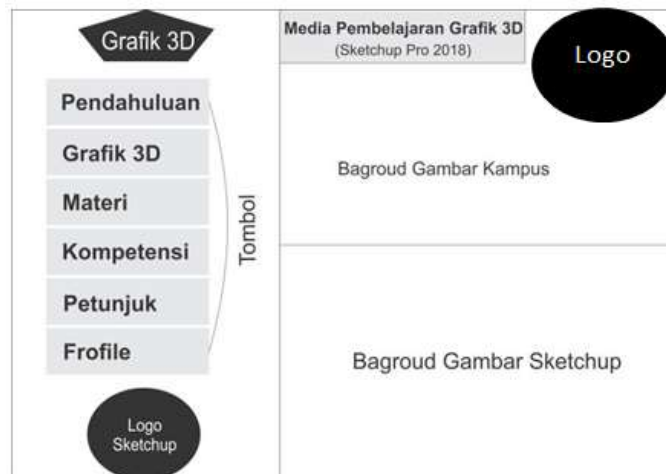 Grafik 3D
Pendahuluan
Grafik 3D
Materi
Kompetensi
Petunjuk
Frofile
Tombol
Logo
Sketchup
Media Pembelajaran Grafik 3D
(Sketchup Pro 2018)
Logo
Bagroud Gambar Kampus
Bagroud Gambar Sketchup